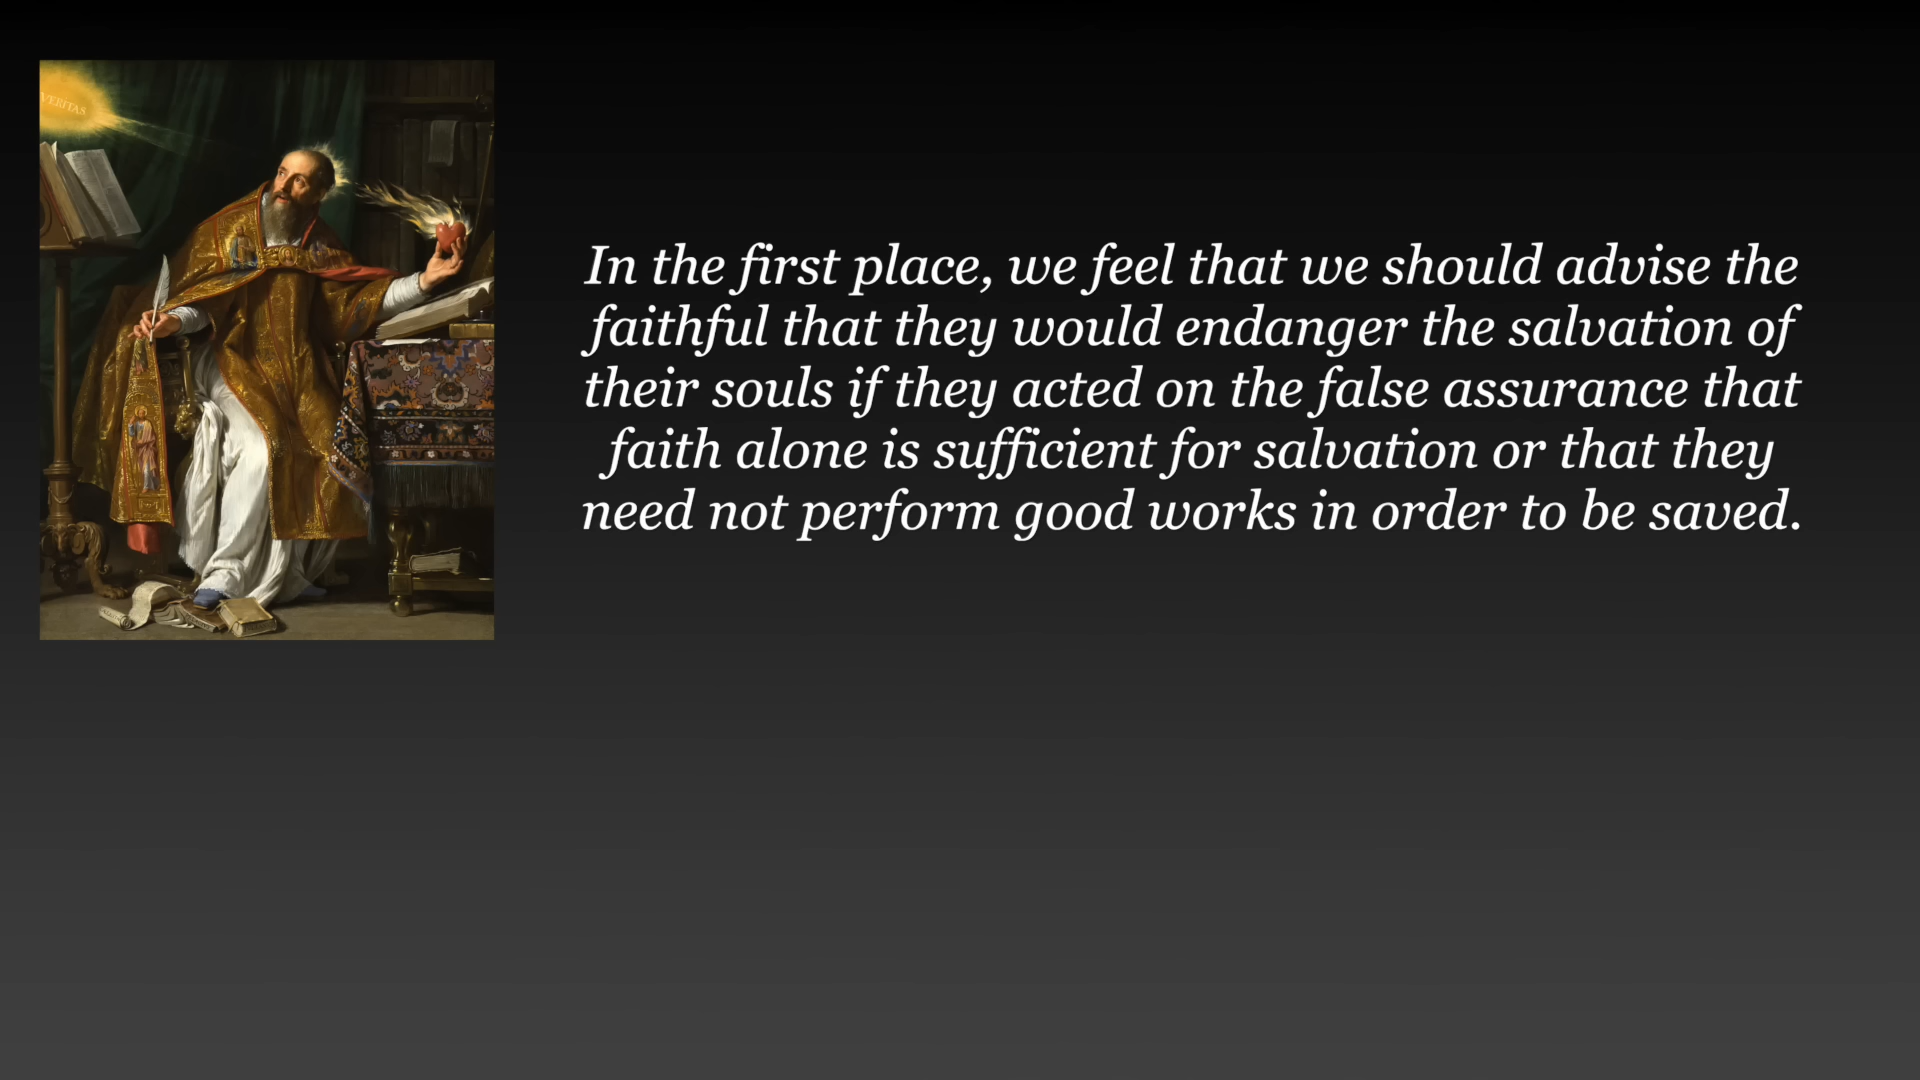 VERITAS
In the first place, we feel that we should advise the
faithful that they would endanger the salvation of
their souls if they acted on the false assurance that
faith alone is sufficient for salvation or that they
need not perform good works in order to be saved.